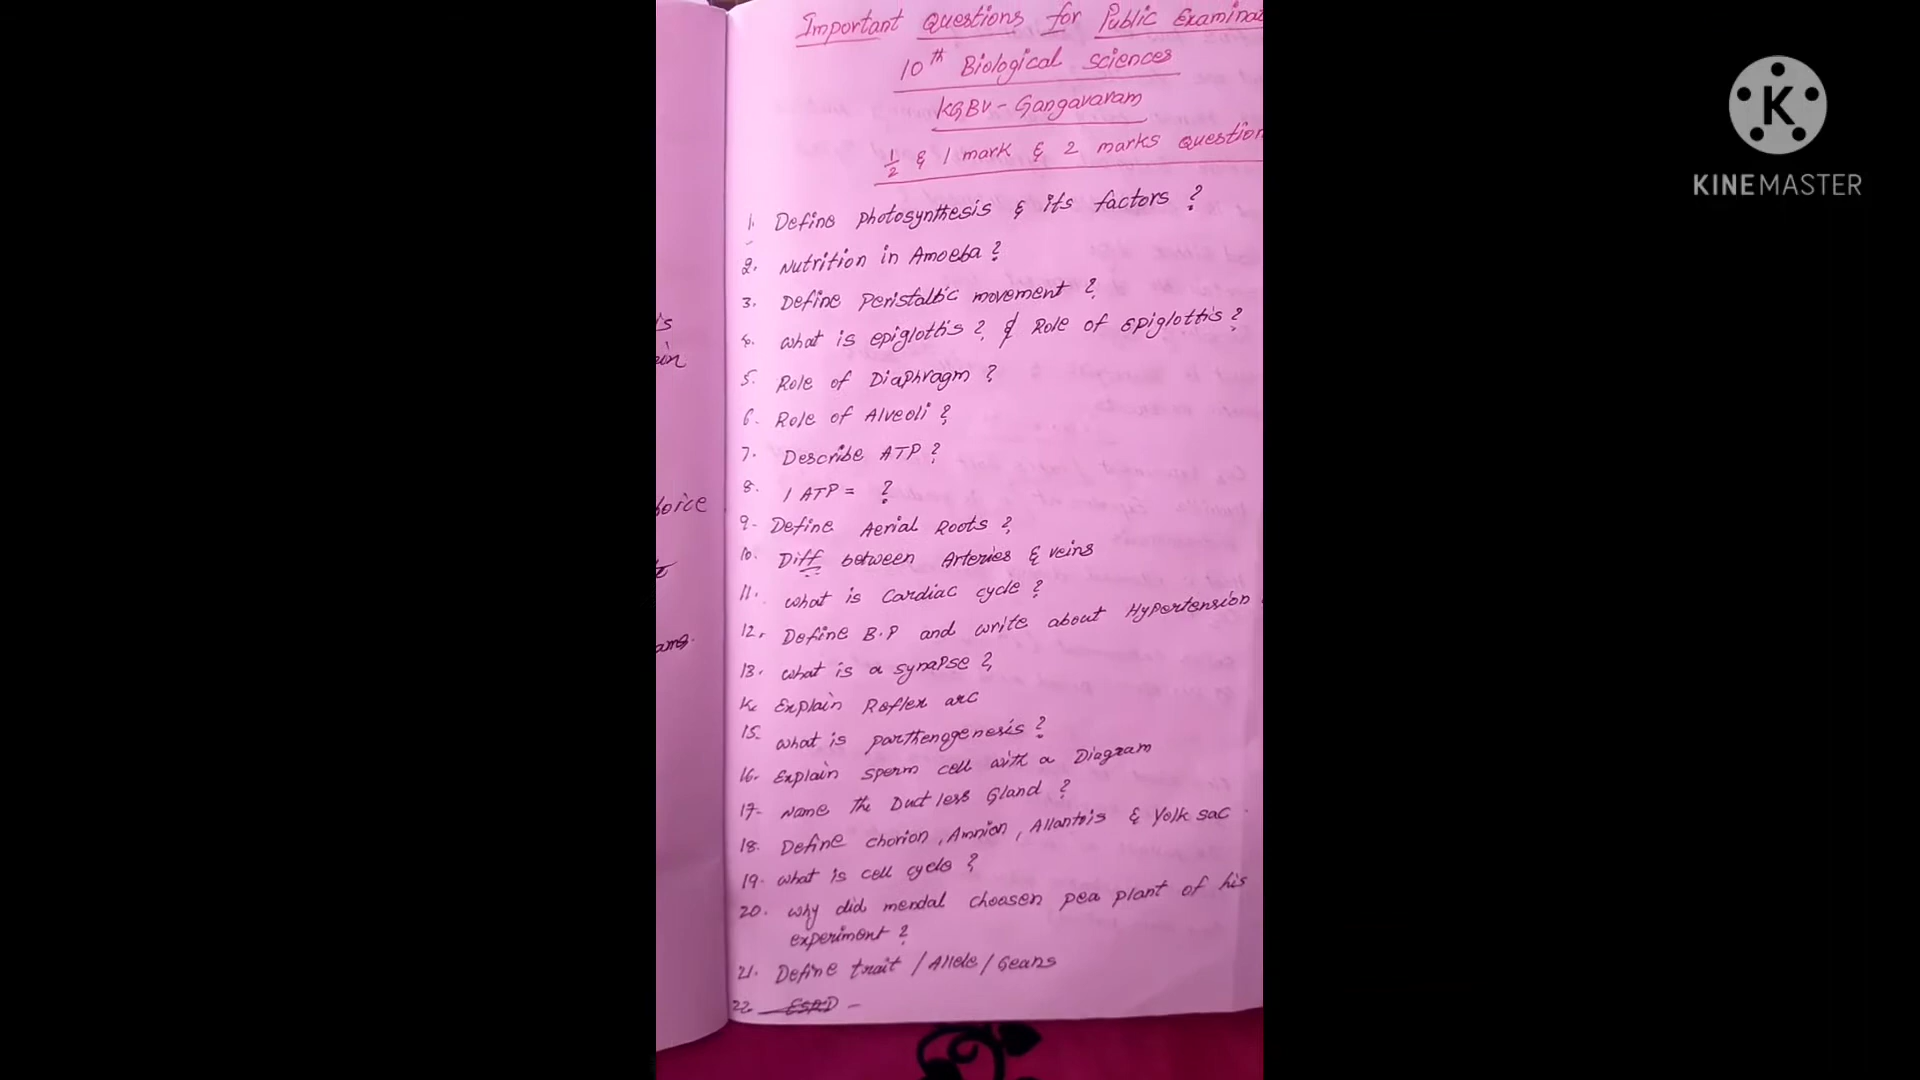 Important Questions for Public Examinat
10th Biological Sciences
KGBV - Gangavaram
1/2 & 1 mark & 2 marks Question
1. Define photosynthesis & its factors ?
2. Nutrition in Amoeba ?
3. Define Peristaltic movement ?
4. What is epiglottis ? & Role of Epiglottis ?
5. Role of Diaphragm ?
6. Role of Alveoli ?
7. Describe ATP ?
8. 1 ATP = ?
9- Define Aerial Roots ?
10. Diff between Arteries & veins
11. What is Cardiac cycle ?
12. Define B.P and write about Hypertension
13. What is a synapse ?
14. Explain Reflex arc
15- What is parthenogenesis ?
16. Explain sperm cell with a Diagram
17- Name The Ductless Gland ?
18. Define chorion, Amnion, Allantois & Yolk sac
19- What is cell cycle ?
20. Why did mendal choosen pea plant of his
experiment ?
21. Define trait / Allele / Geans
22
is
oice
ams.
K
KINEMASTER